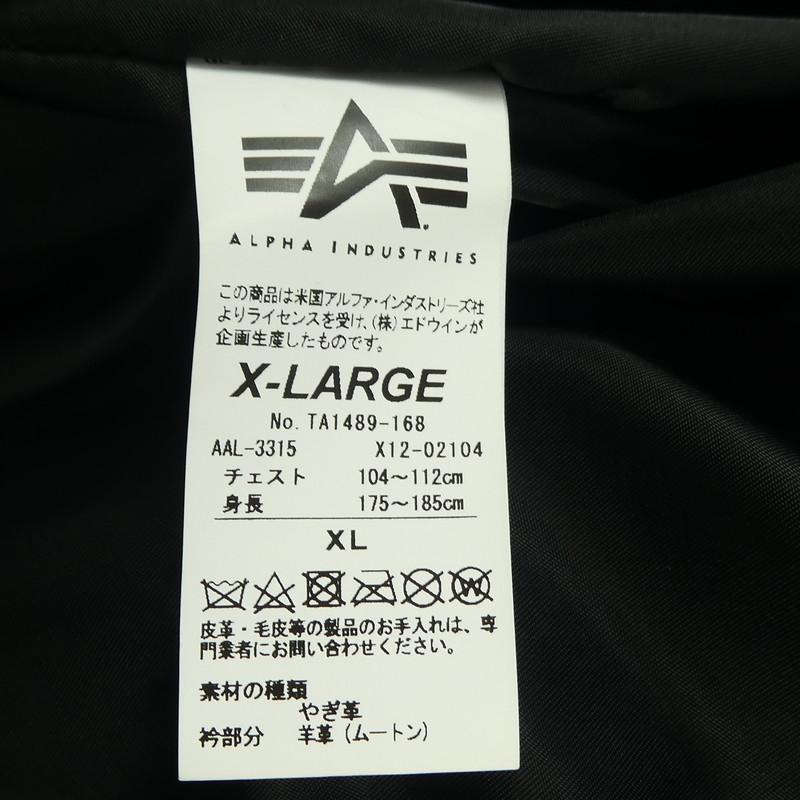 ALPHA INDUSTRIES
この商品は米国アルファ・インダストリーズ社
よりライセンスを受け、(株)エドウインが
企画生産したものです。
X-LARGE
No. TA1489-168
AAL-3315 X12-02104
チェスト 104～112cm
身長 175～185cm
XL
皮革・毛皮等の製品のお手入れは、専
門業者にお問い合わせください。
素材の種類
やぎ革
衿部分 羊革(ムートン)